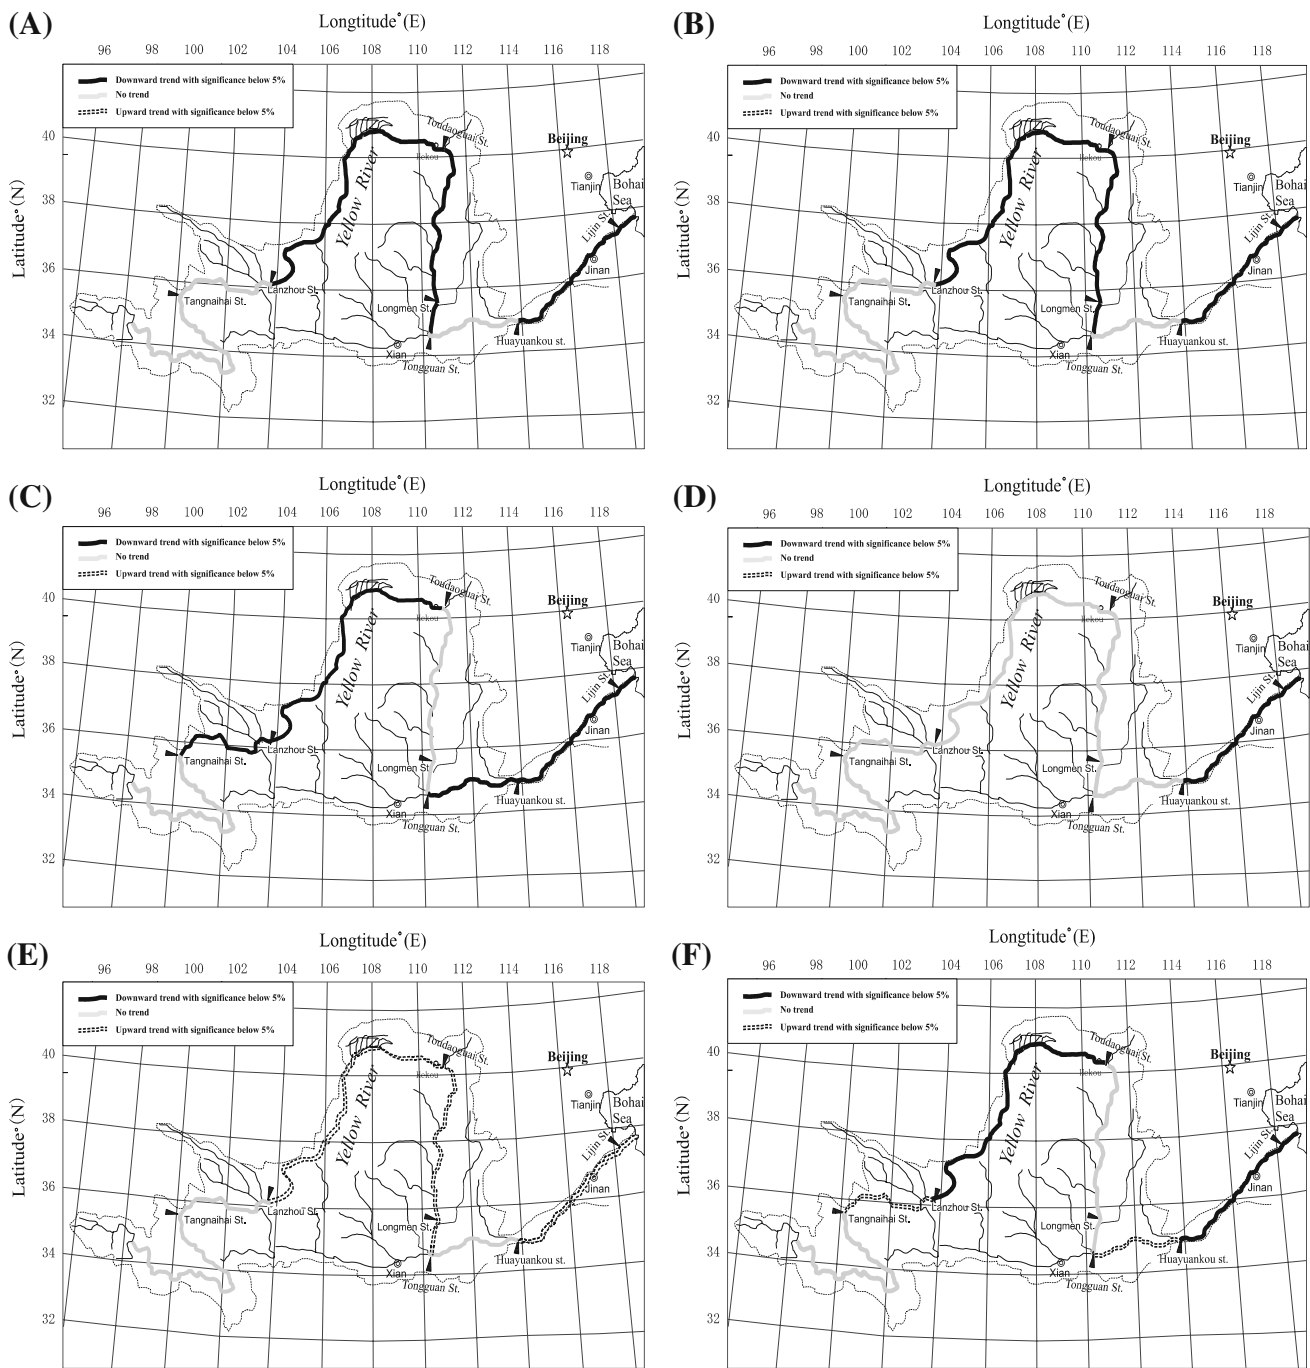 (A)
Longtitude°(E)
96 98 100 102 104 106 108 110 112 114 116 118
Downward trend with significance below 5%
No trend
Upward trend with significance below 5%
40
38
36
34
32
Latitude°(N)
Toudaoguai St.
Hekou
Beijing
Tianjin
Bohai
Sea
Yellow River
Lijin St.
Jinan
Lanzhou St.
Tangnaihai St.
Longmen St.
Huayuankou st.
Xian
Tongguan St.
(B)
Longtitude°(E)
96 98 100 102 104 106 108 110 112 114 116 118
Downward trend with significance below 5%
No trend
Upward trend with significance below 5%
40
38
36
34
32
Latitude°(N)
Toudaoguai St.
Hekou
Beijing
Tianjin
Bohai
Sea
Yellow River
Lijin St.
Jinan
Lanzhou St.
Tangnaihai St.
Longmen St.
Huayuankou st.
Xian
Tongguan St.
(C)
Longtitude°(E)
96 98 100 102 104 106 108 110 112 114 116 118
Downward trend with significance below 5%
No trend
Upward trend with significance below 5%
40
38
36
34
32
Latitude°(N)
Toudaoguai St.
Hekou
Beijing
Tianjin
Bohai
Sea
Yellow River
Lijin St.
Jinan
Lanzhou St.
Tangnaihai St.
Longmen St.
Huayuankou st.
Xian
Tongguan St.
(D)
Longtitude°(E)
96 98 100 102 104 106 108 110 112 114 116 118
Downward trend with significance below 5%
No trend
Upward trend with significance below 5%
40
38
36
34
32
Latitude°(N)
Toudaoguai St.
Hekou
Beijing
Tianjin
Bohai
Sea
Yellow River
Lijin St.
Jinan
Lanzhou St.
Tangnaihai St.
Longmen St.
Huayuankou st.
Xian
Tongguan St.
(E)
Longtitude°(E)
96 98 100 102 104 106 108 110 112 114 116 118
Downward trend with significance below 5%
No trend
Upward trend with significance below 5%
40
38
36
34
32
Latitude°(N)
Toudaoguai St.
Hekou
Beijing
Tianjin
Bohai
Sea
Yellow River
Lijin St.
Jinan
Lanzhou St.
Tangnaihai St.
Longmen St.
Huayuankou st.
Xian
Tongguan St.
(F)
Longtitude°(E)
96 98 100 102 104 106 108 110 112 114 116 118
Downward trend with significance below 5%
No trend
Upward trend with significance below 5%
40
38
36
34
32
Latitude°(N)
Toudaoguai St.
Hekou
Beijing
Tianjin
Bohai
Sea
Yellow River
Lijin St.
Jinan
Lanzhou St.
Tangnaihai St.
Longmen St.
Huayuankou st.
Xian
Tongguan St.